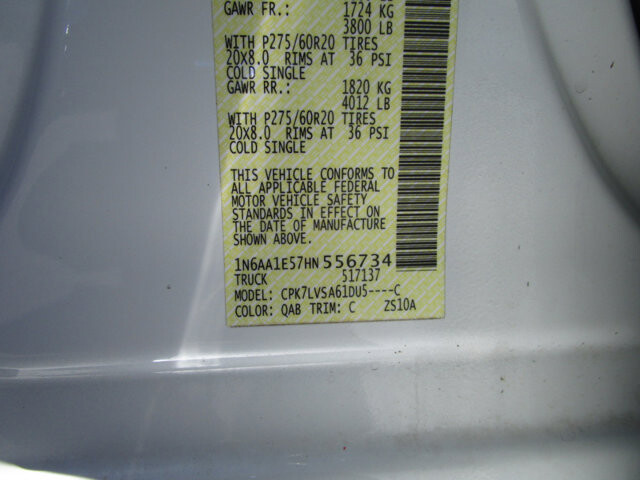 GAWR FR.: 1724 KG
3800 LB
WITH P275/60R20 TIRES
20X8.0 RIMS AT 36 PSI
COLD SINGLE
GAWR RR.: 1820 KG
4012 LB
WITH P275/60R20 TIRES
20X8.0 RIMS AT 36 PSI
COLD SINGLE
THIS VEHICLE CONFORMS TO
ALL APPLICABLE FEDERAL
MOTOR VEHICLE SAFETY
STANDARDS IN EFFECT ON
THE DATE OF MANUFACTURE
SHOWN ABOVE.
1N6AA1E57HN 556734
TRUCK 517137
MODEL: CPK7LVSA61DU5----C
COLOR: QAB TRIM: C ZS10A